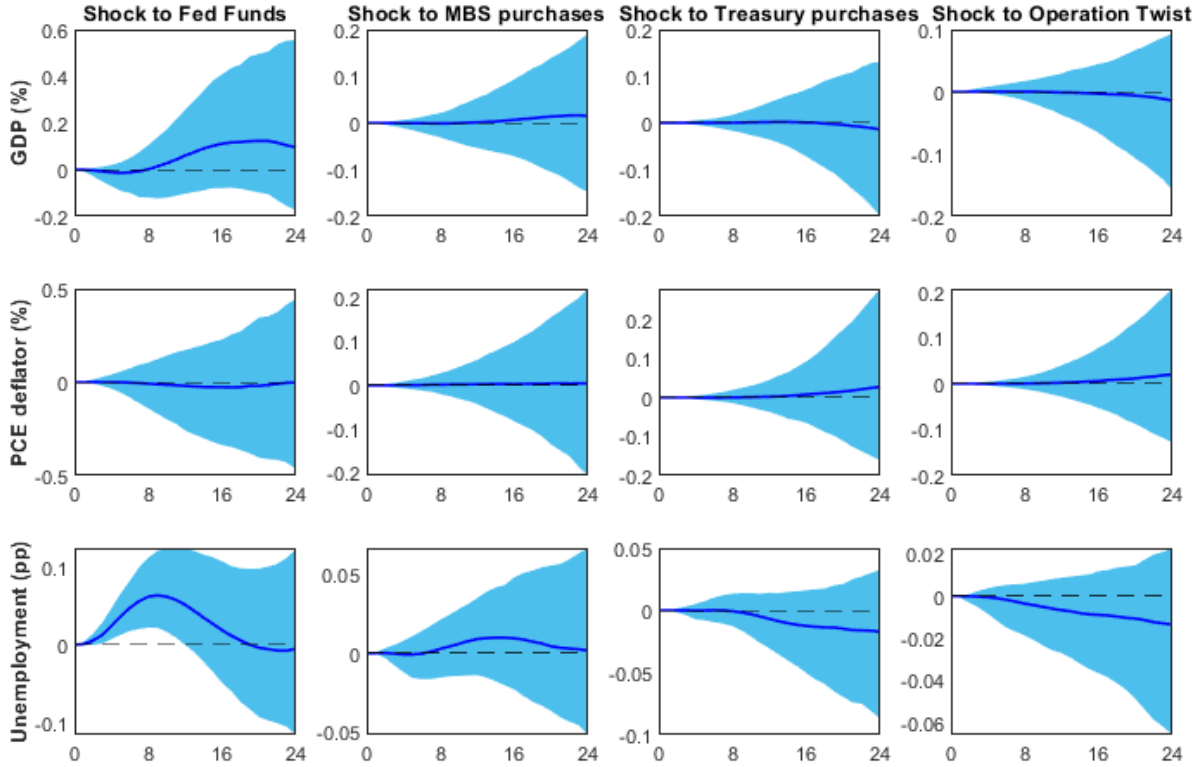 Shock to Fed Funds Shock to MBS purchases Shock to Treasury purchases Shock to Operation Twist
GDP (%)
0.6 0.4 0.2 0 -0.2
0 8 16 24
0.2 0.1 0 -0.1 -0.2
0 8 16 24
0.2 0.1 0 -0.1 -0.2
0 8 16 24
0.1 0 -0.1 -0.2
0 8 16 24
PCE deflator (%)
0.5 0 -0.5
0 8 16 24
0.2 0.1 0 -0.1 -0.2
0 8 16 24
0.2 0.1 0 -0.1 -0.2
0 8 16 24
0.2 0.1 0 -0.1 -0.2
0 8 16 24
Unemployment (pp)
0.1 0 -0.1
0 8 16 24
0.05 0 -0.05
0 8 16 24
0.05 0 -0.05 -0.1
0 8 16 24
0.02 0 -0.02 -0.04 -0.06
0 8 16 24